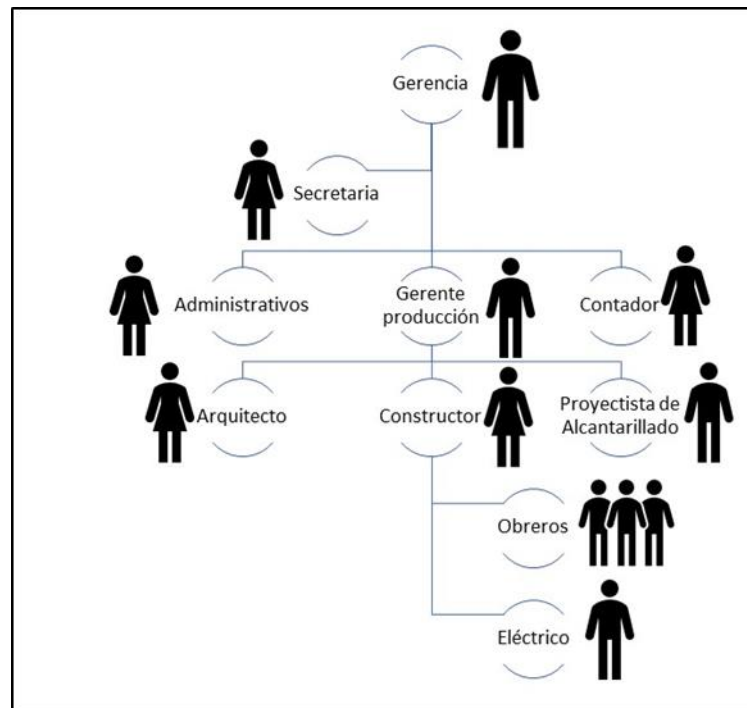 Gerencia
Secretaria
Administrativos
Gerente
producción
Contador
Arquitecto
Constructor
Proyectista de
Alcantarillado
Obreros
Eléctrico